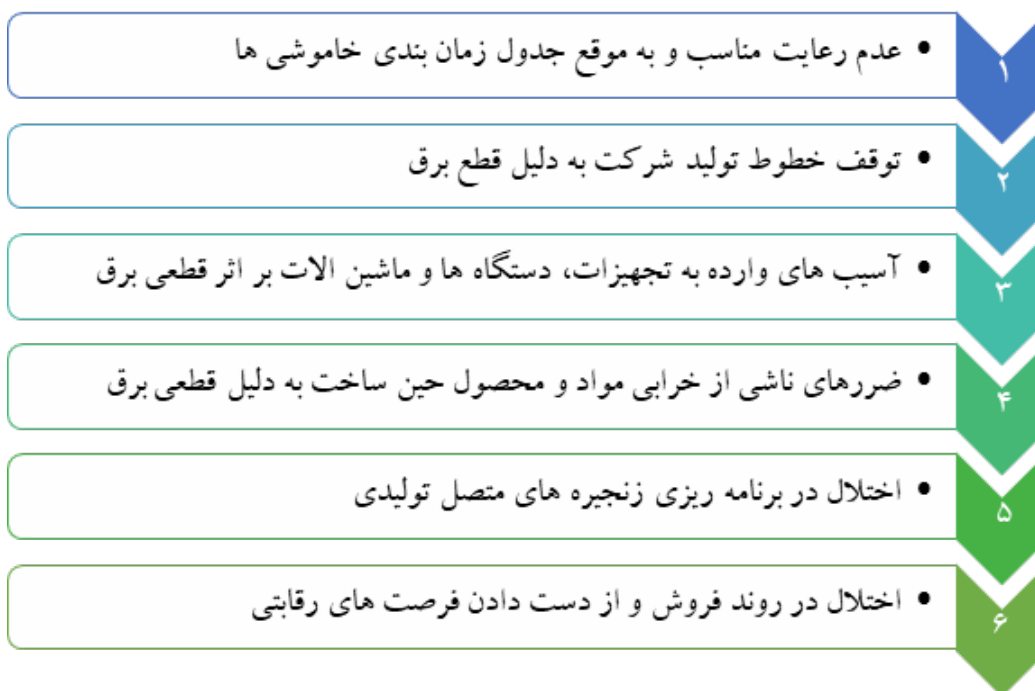 ۱
• عدم رعایت مناسب و به موقع جدول زمان بندی خاموشی ها
۲
• توقف خطوط تولید شرکت به دلیل قطع برق
۳
• آسیب های وارده به تجهیزات، دستگاه ها و ماشین الات بر اثر قطعی برق
۴
• ضررهای ناشی از خرابی مواد و محصول حین ساخت به دلیل قطعی برق
۵
• اختلال در برنامه ریزی زنجیره های متصل تولیدی
۶
• اختلال در روند فروش و از دست دادن فرصت های رقابتی